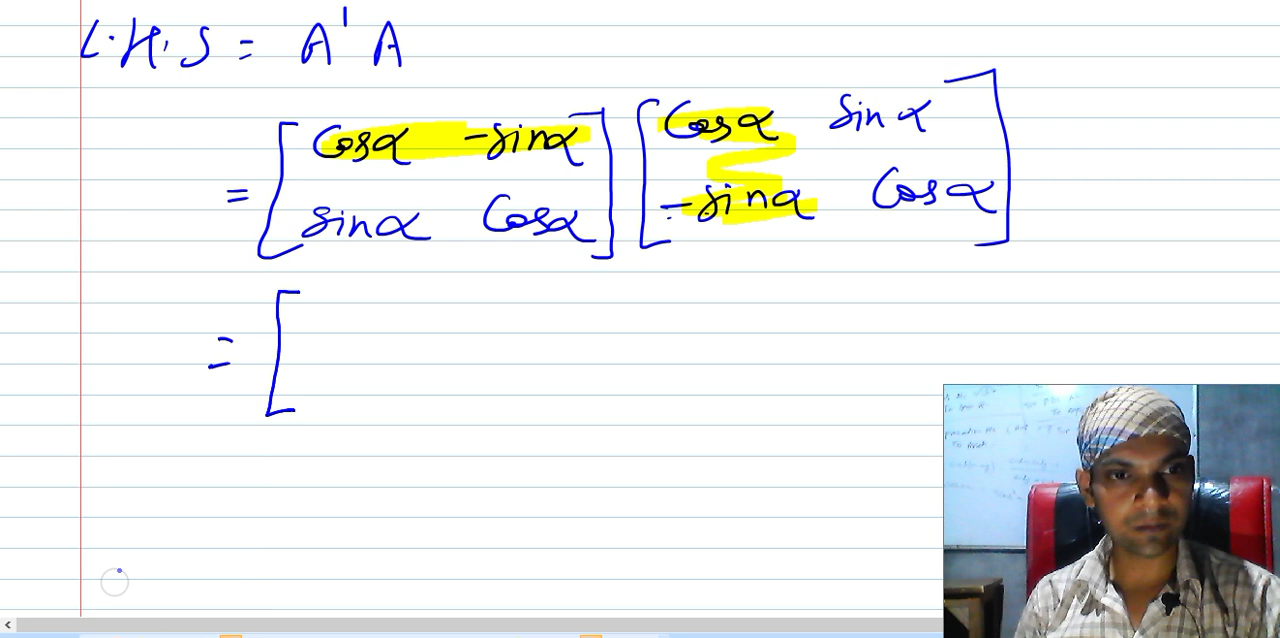 L.H.S = A' A
= [ Cosα -sinα ] [ Cosα sinα ]
[ sinα Cosα ] [ -sinα Cosα ]
= [